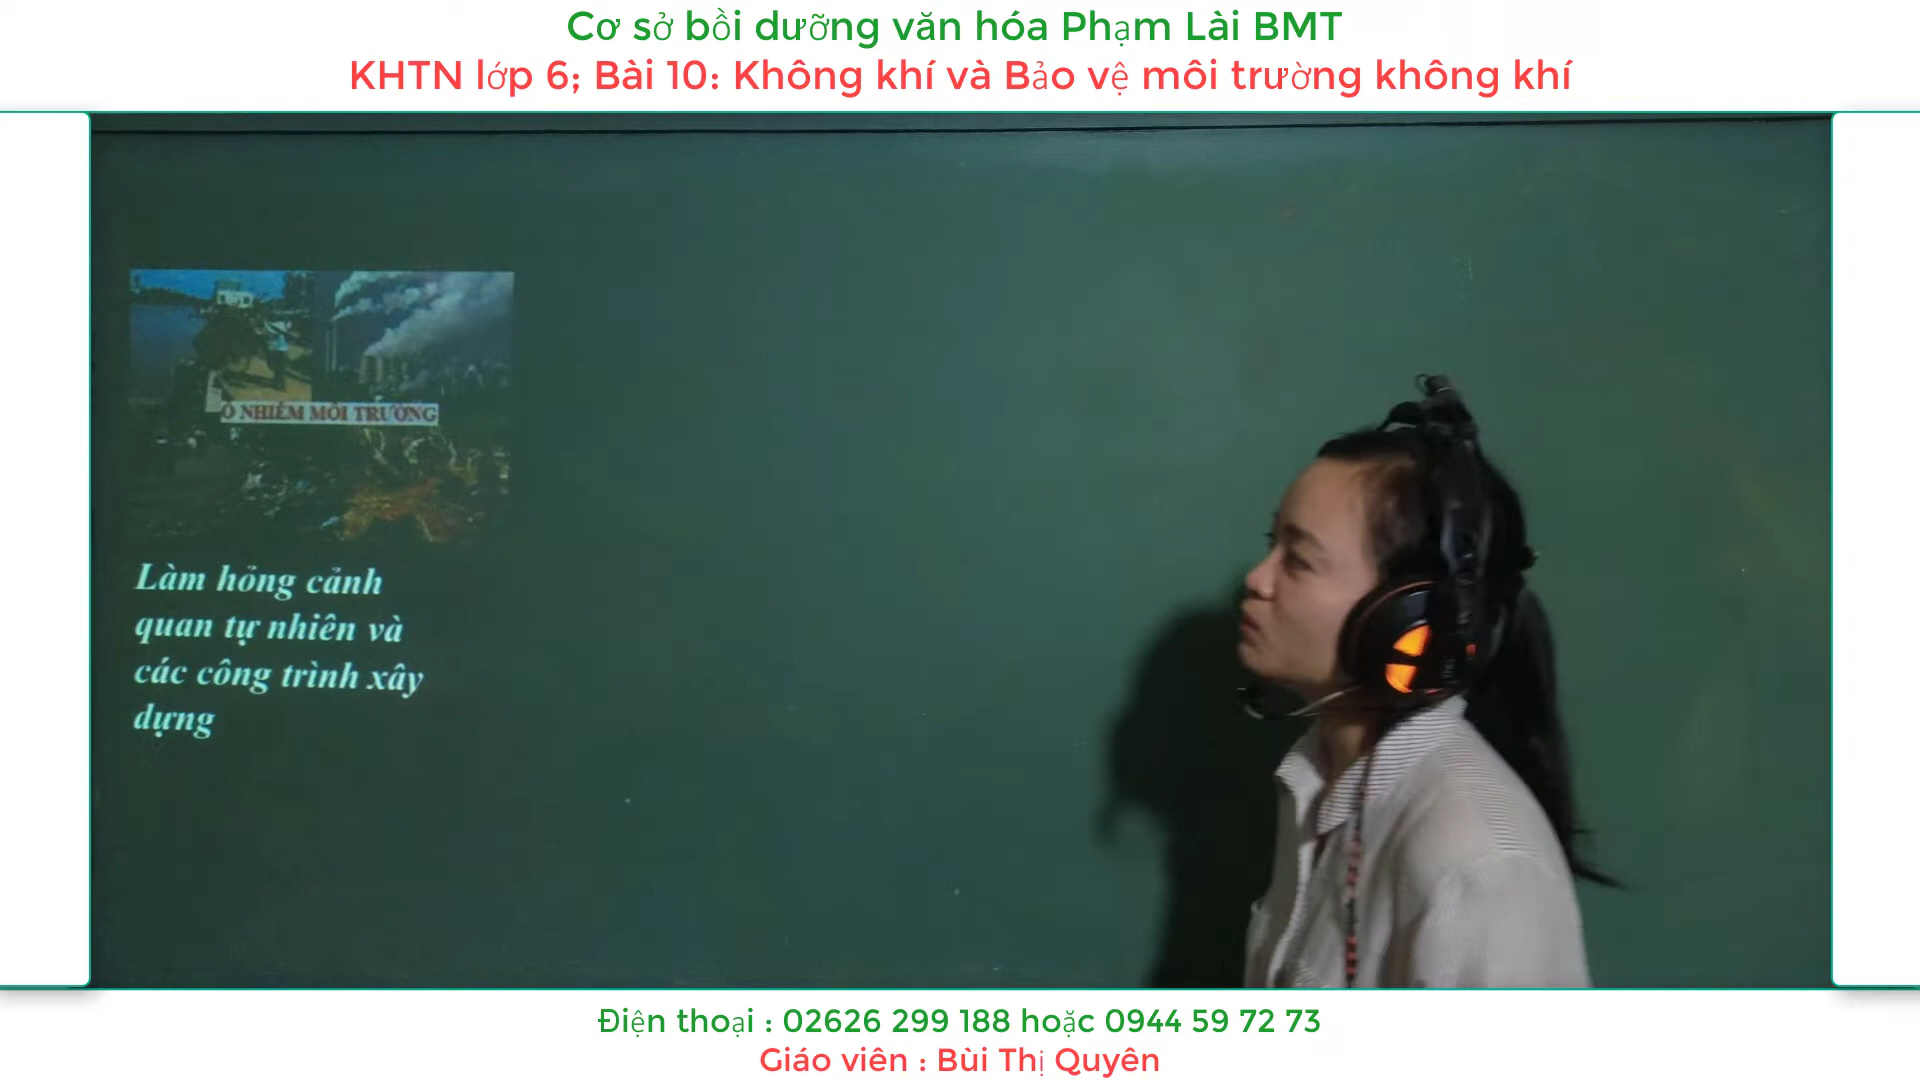 Cơ sở bồi dưỡng văn hóa Phạm Lài BMT
KHTN lớp 6; Bài 10: Không khí và Bảo vệ môi trường không khí
Ô NHIỄM MÔI TRƯỜNG
Làm hỏng cảnh
quan tự nhiên và
các công trình xây
dựng
Điện thoại : 02626 299 188 hoặc 0944 59 72 73
Giáo viên : Bùi Thị Quyên